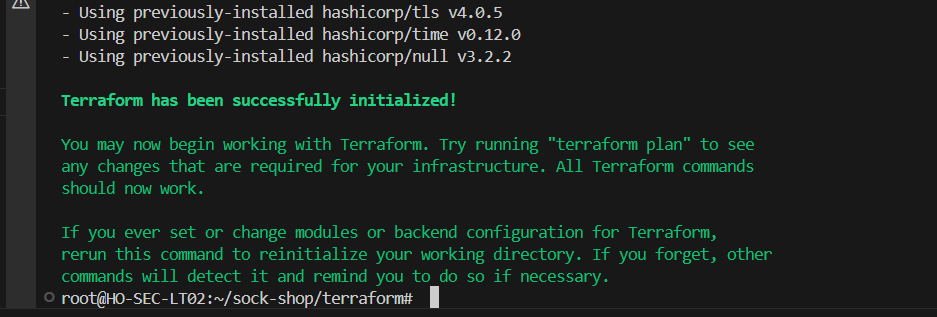 - Using previously-installed hashicorp/tls v4.0.5
- Using previously-installed hashicorp/time v0.12.0
- Using previously-installed hashicorp/null v3.2.2
Terraform has been successfully initialized!
You may now begin working with Terraform. Try running "terraform plan" to see
any changes that are required for your infrastructure. All Terraform commands
should now work.
If you ever set or change modules or backend configuration for Terraform,
rerun this command to reinitialize your working directory. If you forget, other
commands will detect it and remind you to do so if necessary.
root@HO-SEC-LT02:~/sock-shop/terraform#